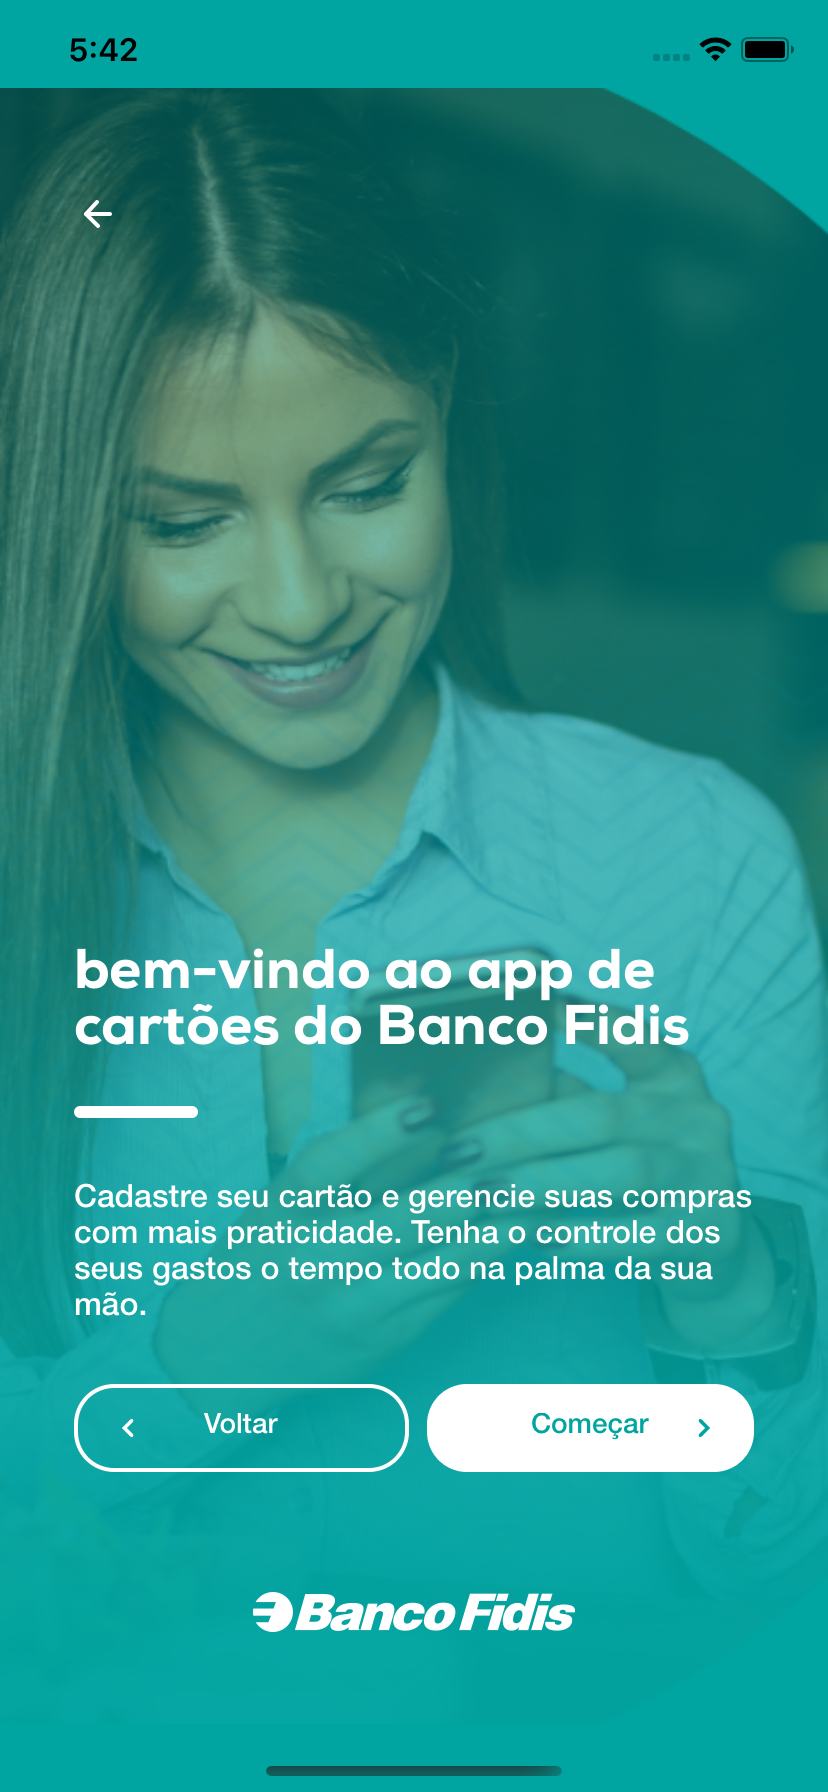 5:42
bem-vindo ao app de
cartões do Banco Fidis
Cadastre seu cartão e gerencie suas compras
com mais praticidade. Tenha o controle dos
seus gastos o tempo todo na palma da sua
mão.
Voltar
Começar
Banco Fidis